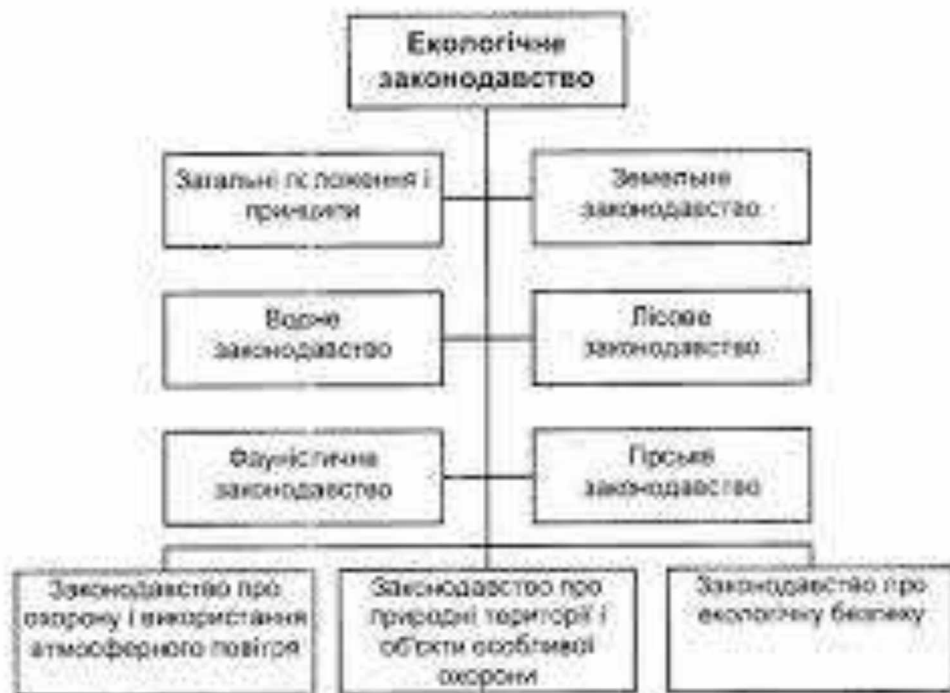 Екологічне
законодавство
Загальні положення і
принципи
Земельне
законодавство
Водне
законодавство
Лісове
законодавство
Фауністичне
законодавство
Гірське
законодавство
Законодавство про
охорону і використання
атмосферного повітря
Законодавство про
природні території і
об'єкти особливої
охорони
Законодавство про
екологічну безпеку